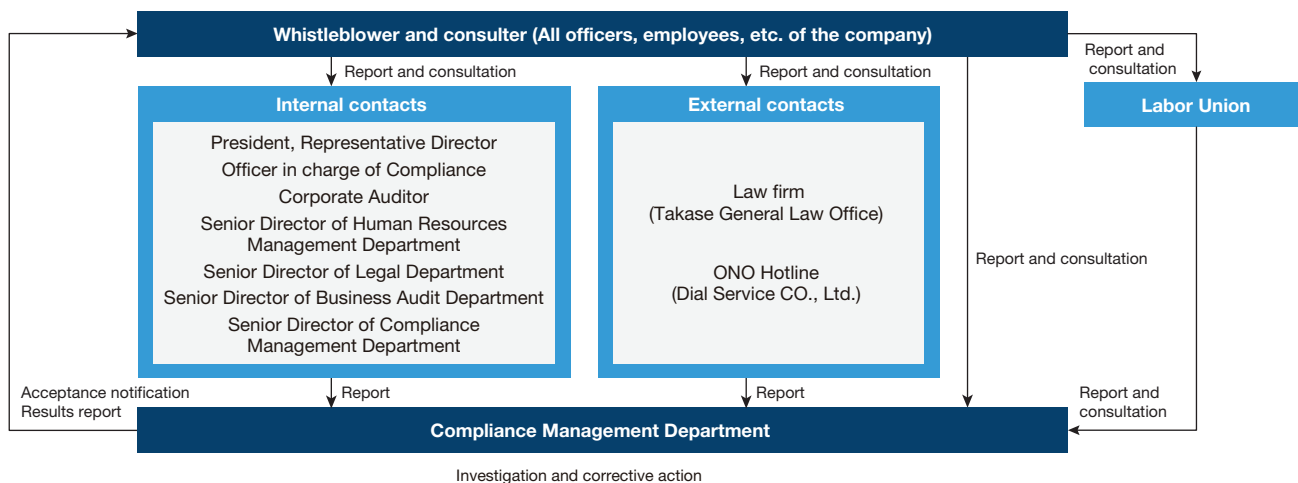 Whistleblower and consulter (All officers, employees, etc. of the company)
Report and consultation
Report and consultation
Report and
consultation
Internal contacts
External contacts
Labor Union
President, Representative Director
Officer in charge of Compliance
Corporate Auditor
Senior Director of Human Resources
Management Department
Senior Director of Legal Department
Senior Director of Business Audit Department
Senior Director of Compliance
Management Department
Law firm
(Takase General Law Office)
ONO Hotline
(Dial Service CO., Ltd.)
Report and consultation
Acceptance notification
Results report
Report
Report
Report and
consultation
Compliance Management Department
Investigation and corrective action